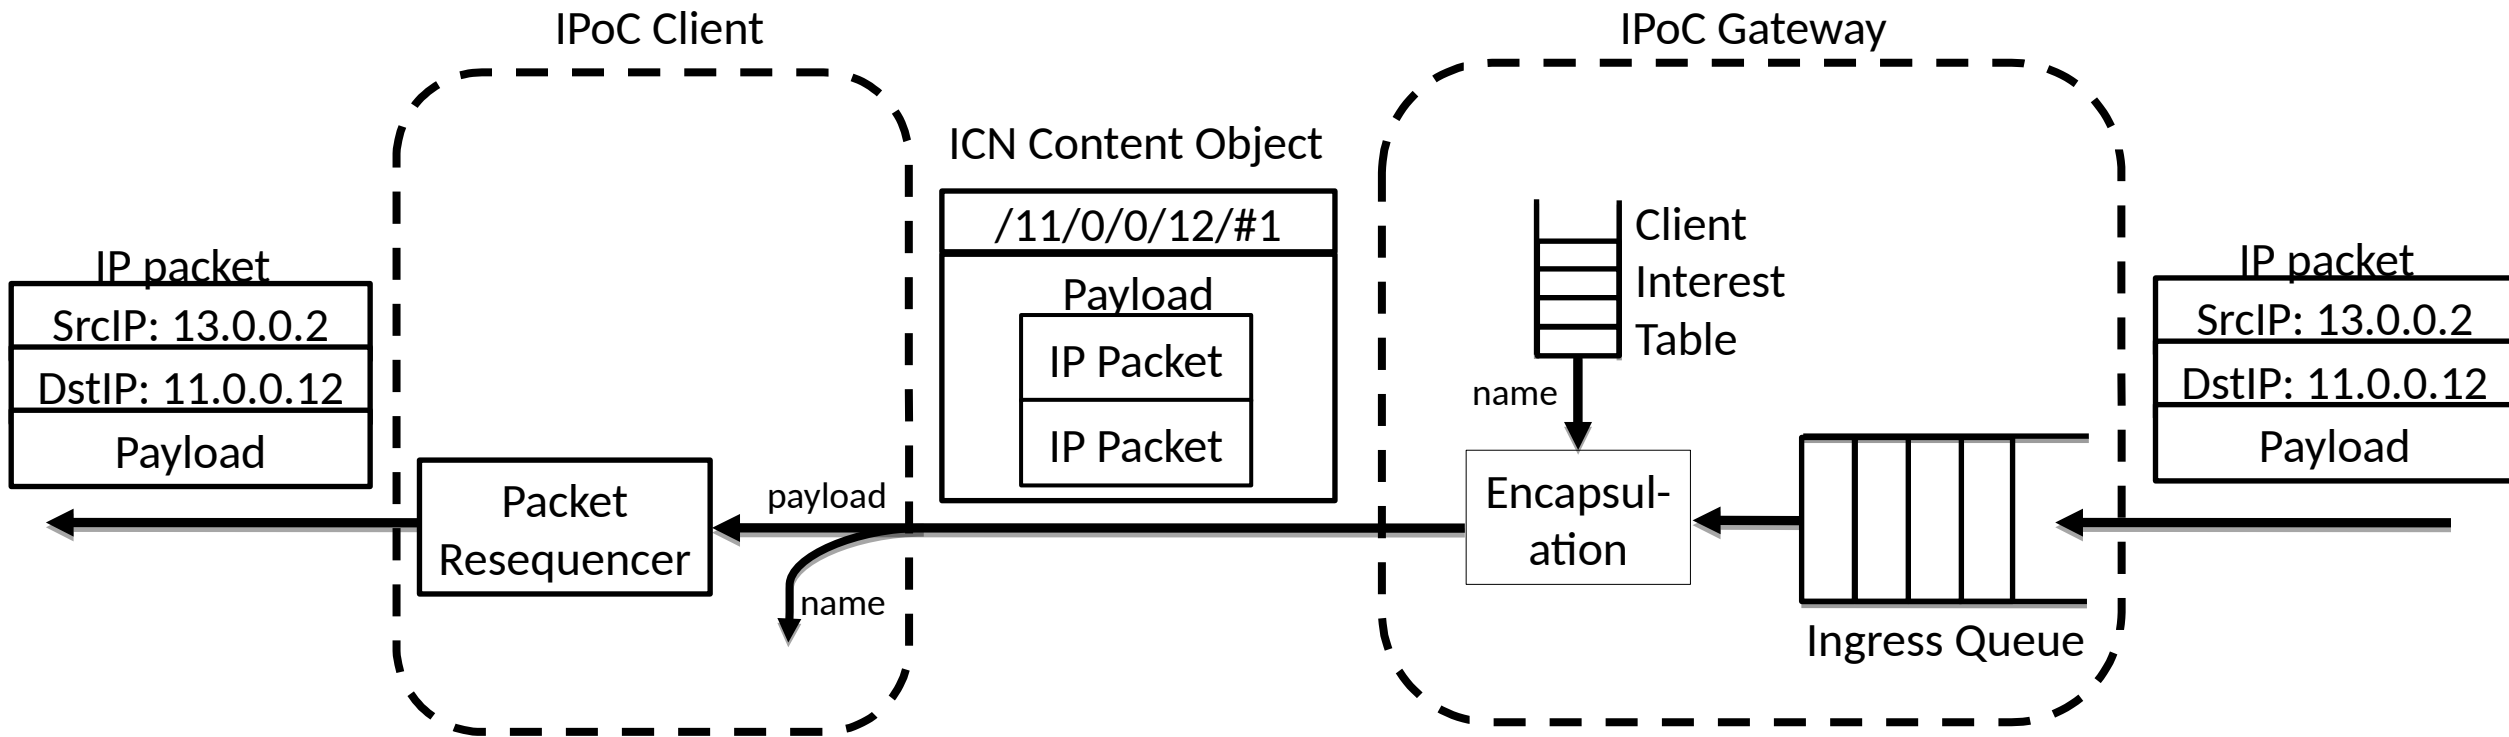 IPoC Client
IPoC Gateway
ICN Content Object
/11/0/0/12/#1
Payload
IP Packet
IP Packet
IP packet
SrcIP: 13.0.0.2
DstIP: 11.0.0.12
Payload
Packet
Resequencer
payload
name
Client
Interest
Table
name
Encapsul-
ation
Ingress Queue
IP packet
SrcIP: 13.0.0.2
DstIP: 11.0.0.12
Payload